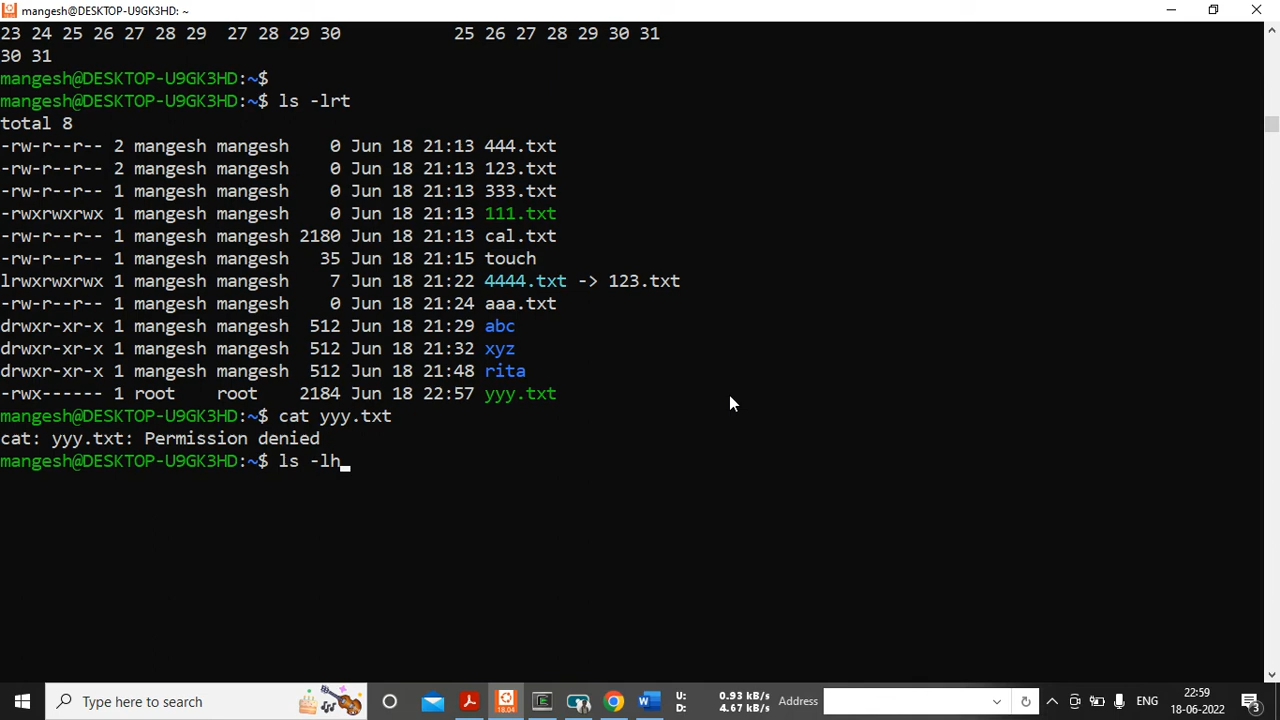 mangesh@DESKTOP-U9GK3HD: ~
23 24 25 26 27 28 29  27 28 29 30           25 26 27 28 29 30 31
30 31
mangesh@DESKTOP-U9GK3HD:~$
mangesh@DESKTOP-U9GK3HD:~$ ls -lrt
total 8
-rw-r--r-- 2 mangesh mangesh    0 Jun 18 21:13 444.txt
-rw-r--r-- 2 mangesh mangesh    0 Jun 18 21:13 123.txt
-rw-r--r-- 1 mangesh mangesh    0 Jun 18 21:13 333.txt
-rwxrwxrwx 1 mangesh mangesh    0 Jun 18 21:13 111.txt
-rw-r--r-- 1 mangesh mangesh 2180 Jun 18 21:13 cal.txt
-rw-r--r-- 1 mangesh mangesh   35 Jun 18 21:15 touch
lrwxrwxrwx 1 mangesh mangesh    7 Jun 18 21:22 4444.txt -> 123.txt
-rw-r--r-- 1 mangesh mangesh    0 Jun 18 21:24 aaa.txt
drwxr-xr-x 1 mangesh mangesh  512 Jun 18 21:29 abc
drwxr-xr-x 1 mangesh mangesh  512 Jun 18 21:32 xyz
drwxr-xr-x 1 mangesh mangesh  512 Jun 18 21:48 rita
-rwx------ 1 root    root    2184 Jun 18 22:57 yyy.txt
mangesh@DESKTOP-U9GK3HD:~$ cat yyy.txt
cat: yyy.txt: Permission denied
mangesh@DESKTOP-U9GK3HD:~$ ls -lh
Type here to search
18.04
U: 0.93 kB/s
D: 4.67 kB/s
Address
ENG
22:59
18-06-2022
3